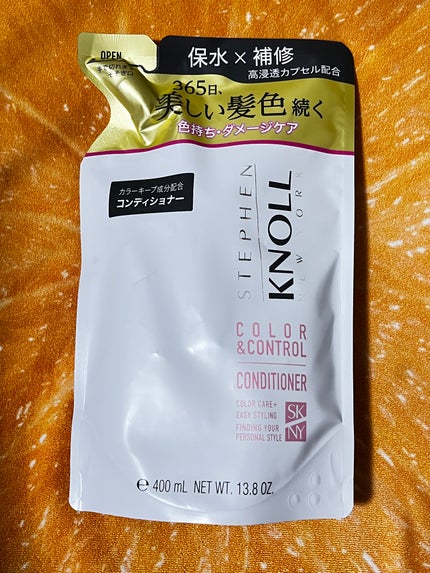 OPEN
保水×補修
高浸透カプセル配合
365日、
美しい髪色続く
色持ち・ダメージケア
カラーキープ成分配合
コンディショナー
STEPHEN
KNOLL
NEW YORK
COLOR
&CONTROL
CONDITIONER
COLOR CARE+
EASY STYLING
FINDING YOUR
PERSONAL STYLE
SK
NY
℮ 400 mL NET WT. 13.8 OZ.